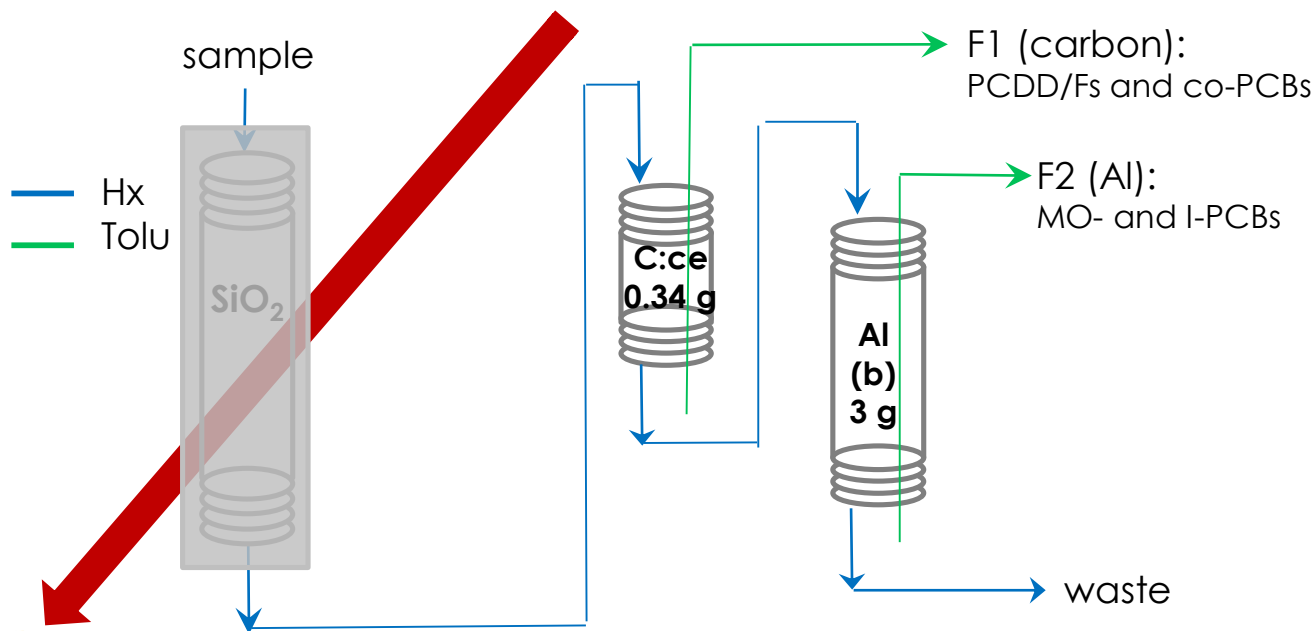 sample
Hx
Tolu
SiO₂
C:ce
0.34 g
Al
(b)
3 g
F1 (carbon):
PCDD/Fs and co-PCBs
F2 (Al):
MO- and I-PCBs
waste